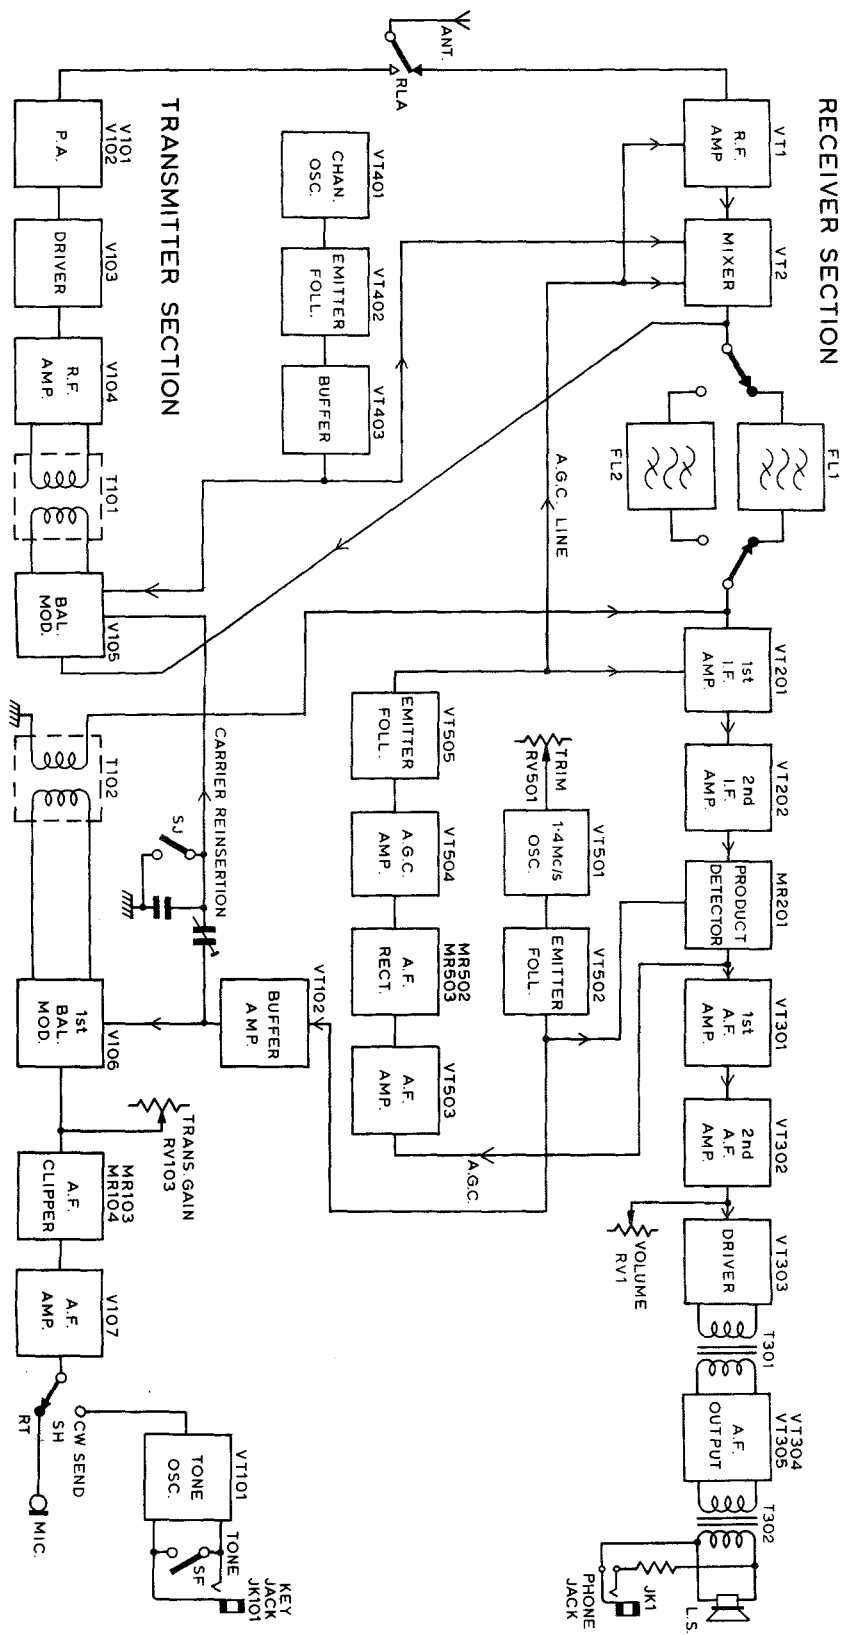 RECEIVER SECTION
ANT.
RLA
VT1
R.F.
AMP
VT2
MIXER
FL1
FL2
VT201
1st
I.F.
AMP.
VT202
2nd
I.F.
AMP.
MR201
PRODUCT
DETECTOR
VT301
1st
A.F.
AMP.
VT302
2nd
A.F.
AMP.
VOLUME
RV1
VT303
DRIVER
T301
VT304
VT305
A.F.
OUTPUT
T302
L.S.
JK1
PHONE
JACK
A.G.C. LINE
VT501
1·4Mc/s
OSC.
TRIM
RV501
VT502
EMITTER
FOLL.
VT505
EMITTER
FOLL.
VT504
A.G.C
AMP.
MR502
MR503
A.F.
RECT.
VT503
A.F.
AMP.
A.G.C.
VT401
CHAN.
OSC.
VT402
EMITTER
FOLL.
VT403
BUFFER
CARRIER REINSERTION
SJ
VT102
BUFFER
AMP.
TRANSMITTER SECTION
V101
V102
P.A.
V103
DRIVER
V104
R.F.
AMP.
T101
V105
BAL.
MOD.
T102
V106
1st
BAL.
MOD.
TRANS.GAIN
RV103
MR103
MR104
A.F.
CLIPPER
V107
A.F.
AMP.
CW SEND
SH
RT
MIC.
VT101
TONE
OSC.
TONE
SF
KEY
JACK
JK101